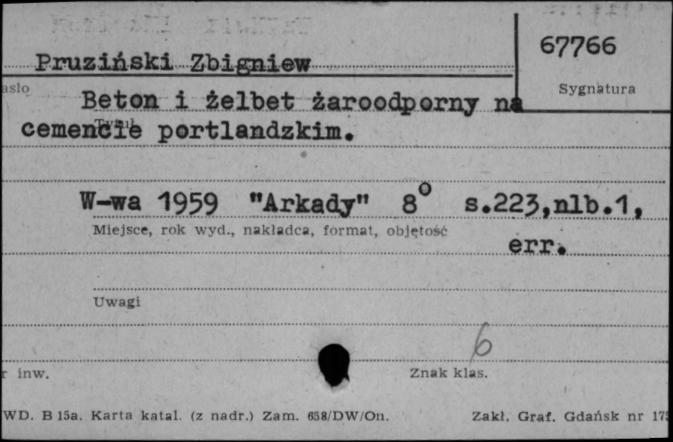 67766
Pruziński Zbigniew
Sygnatura
Beton i żelbet żaroodporny na
cemencie portlandzkim.
Tytuł
W-wa 1959 "Arkady" 8° s.223,nlb.1,
Miejsce, rok wyd., nakładca, format, objętość
err.
Uwagi
6
r inw.
Znak klas.
WD. B 15a. Karta katal. (z nadr.) Zam. 658/DW/On. Zakł. Graf. Gdańsk nr